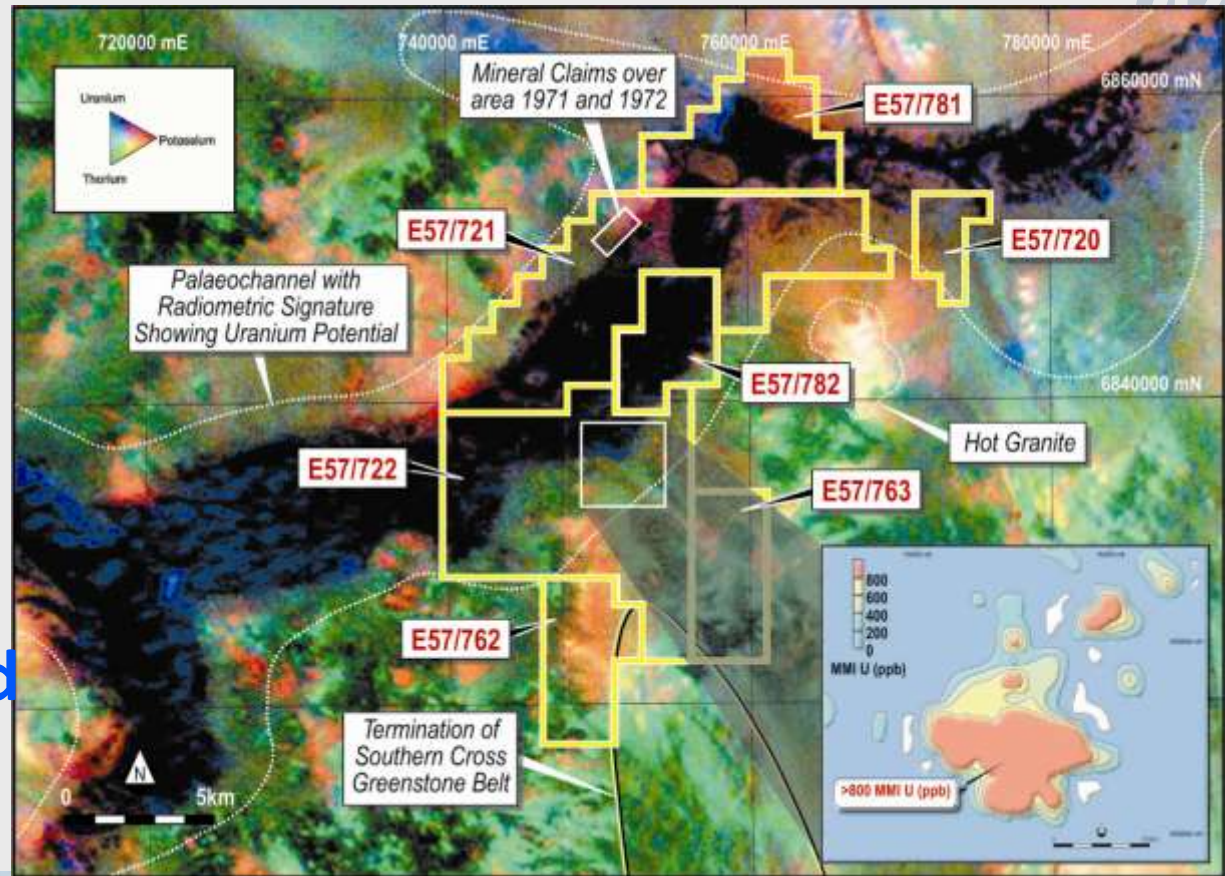 720000 mE
740000 mE
760000 mE
780000 mE
6860000 mN
Mineral Claims over
area 1971 and 1972
E57/781
Uranium
Potassium
Thorium
E57/721
E57/720
Palaeochannel with
Radiometric Signature
Showing Uranium Potential
6840000 mN
E57/782
Hot Granite
E57/722
E57/763
800
600
400
200
0
MMI U (ppb)
E57/762
d
Termination of
Southern Cross
Greenstone Belt
>800 MMI U (ppb)
N
0
5km